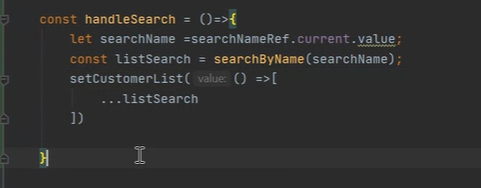 const handleSearch = ()=>{
let searchName =searchNameRef.current.value;
const listSearch = searchByName(searchName);
setCustomerList( value: () =>[
...listSearch
])
}